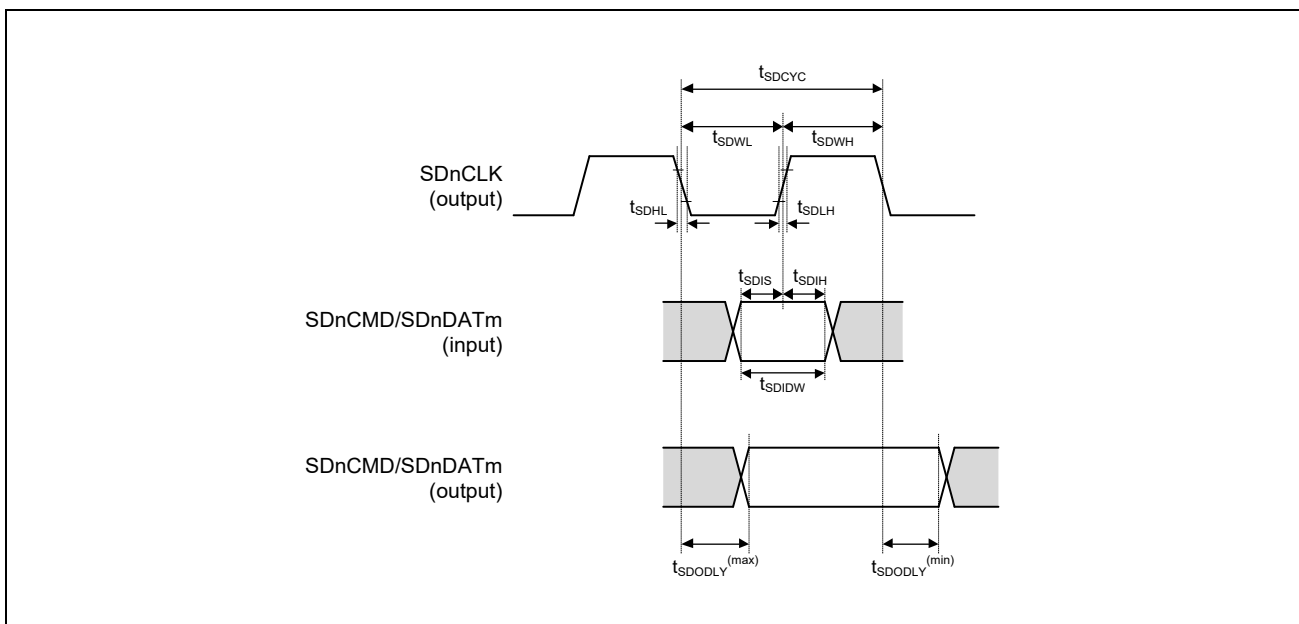 tSDCYC
tSDWL
tSDWH
SDnCLK
(output)
tSDHL
tSDLH
tSDIS
tSDIH
SDnCMD/SDnDATm
(input)
tSDIDW
SDnCMD/SDnDATm
(output)
tSDODLY(max)
tSDODLY(min)